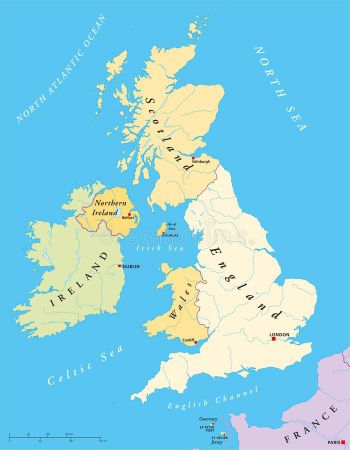 NORTH ATLANTIC OCEAN
NORTH SEA
Scotland
Edinburgh
Northern
Ireland
Belfast
Isle of
Man
DOUGLAS
Irish Sea
IRELAND
DUBLIN
England
Wales
Cardiff
LONDON
Celtic Sea
English Channel
Guernsey
ST PETER
PORT
ST HELIER
Jersey
FRANCE
PARIS